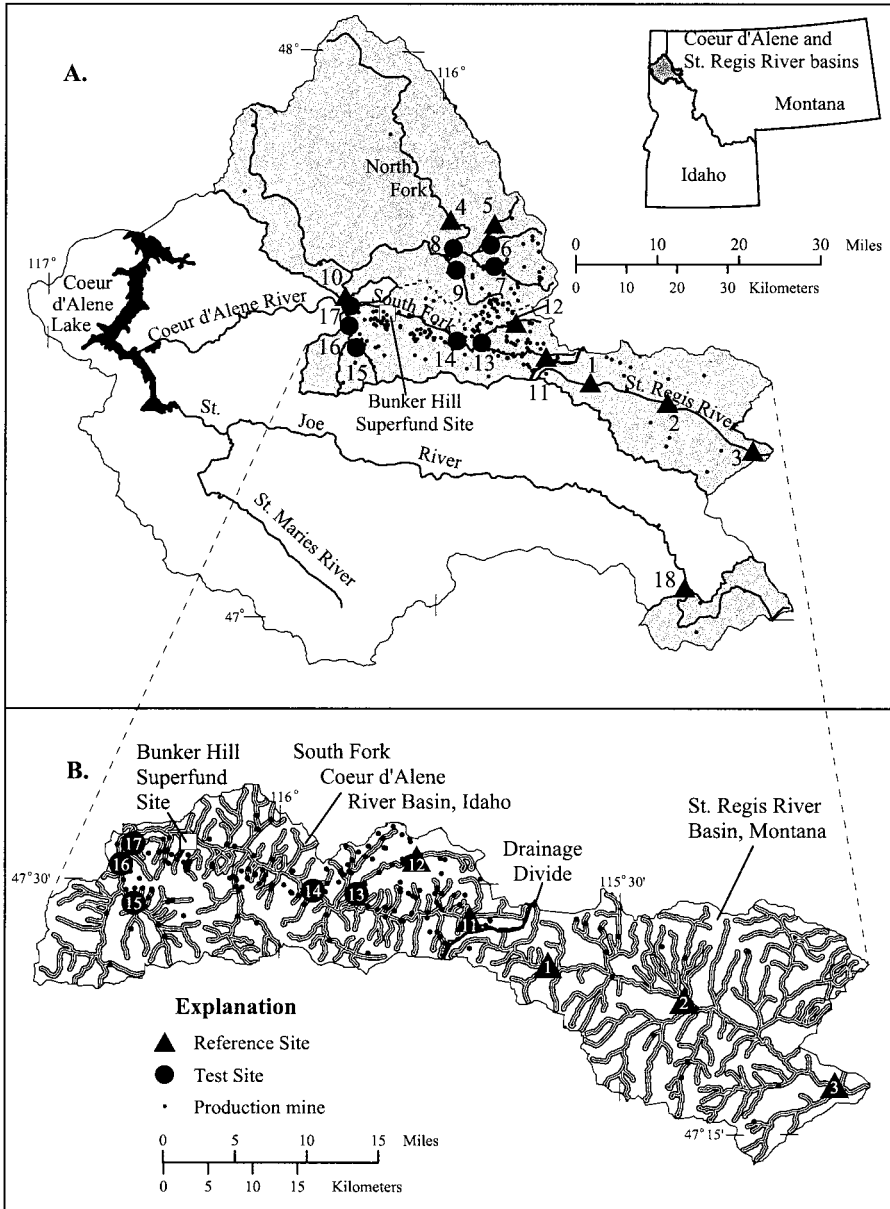 A.
48°
116°
Coeur d'Alene and
St. Regis River basins
Montana
Idaho
North
Fork
4
5
8
6
9
7
0 10 20 30 Miles
0 10 20 30 40 Kilometers
117°
Coeur
d'Alene
Lake
Coeur d'Alene River
10
South Fork
12
17
16
15
14
13
11
1
St. Regis River
2
3
Bunker Hill
Superfund Site
St. Joe River
St. Maries River
18
47°
B.
Bunker Hill
Superfund
Site
South Fork
Coeur d'Alene
River Basin, Idaho
116°
St. Regis River
Basin, Montana
Drainage
Divide
47°30'
115°30'
17
16
15
14
13
12
11
1
2
3
47°15'
Explanation
Reference Site
Test Site
Production mine
0 5 10 15 Miles
0 5 10 15 Kilometers